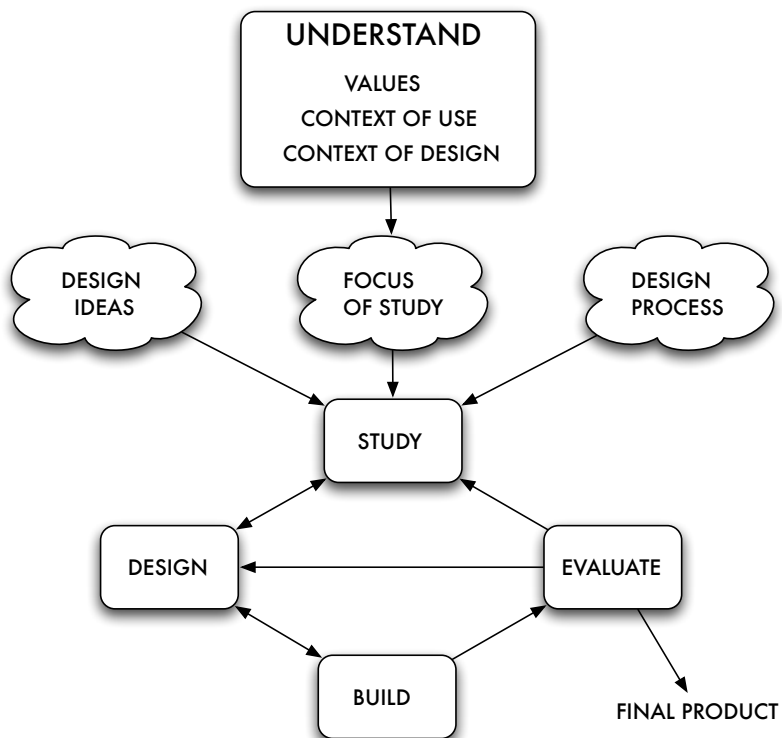 UNDERSTAND
VALUES
CONTEXT OF USE
CONTEXT OF DESIGN
DESIGN
IDEAS
FOCUS
OF STUDY
DESIGN
PROCESS
STUDY
DESIGN
EVALUATE
BUILD
FINAL PRODUCT